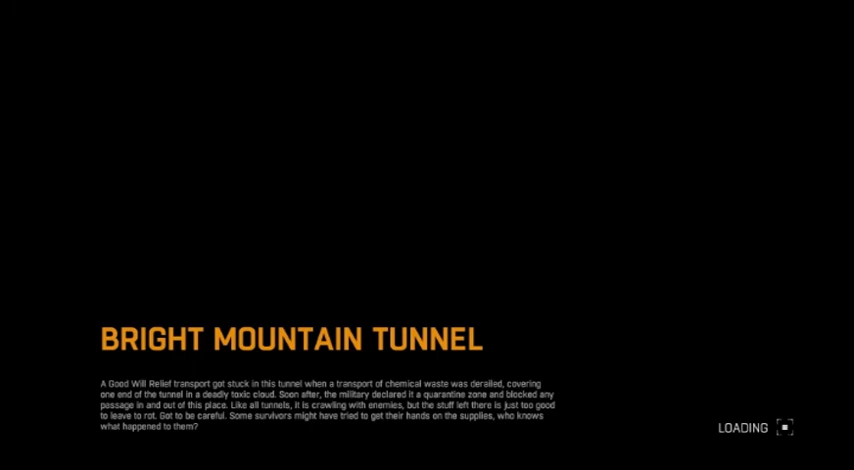 BRIGHT MOUNTAIN TUNNEL
A Good Will Relief transport got stuck in this tunnel when a transport of chemical waste was derailed, covering
one end of the tunnel in a deadly toxic cloud. Soon after, the military declared it a quarantine zone and blocked any
passage in and out of this place. Like all tunnels, it is crawling with enemies, but the stuff left there is just too good
to leave to rot. Got to be careful. Some survivors might have tried to get their hands on the supplies, who knows
what happened to them?
LOADING